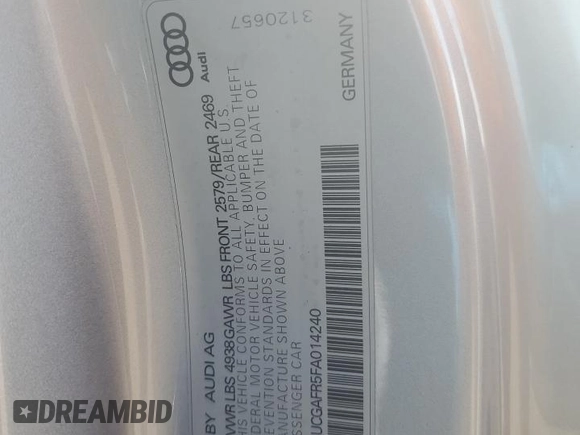 BY AUDI AG
GVWR LBS 4938 GAWR LBS FRONT 2579/REAR 2469
THIS VEHICLE CONFORMS TO ALL APPLICABLE U.S.
FEDERAL MOTOR VEHICLE SAFETY, BUMPER AND THEFT
PREVENTION STANDARDS IN EFFECT ON THE DATE OF
MANUFACTURE SHOWN ABOVE
PASSENGER CAR
UCGAFR5FA014240
GERMANY
Audi
3120657
DREAMBID